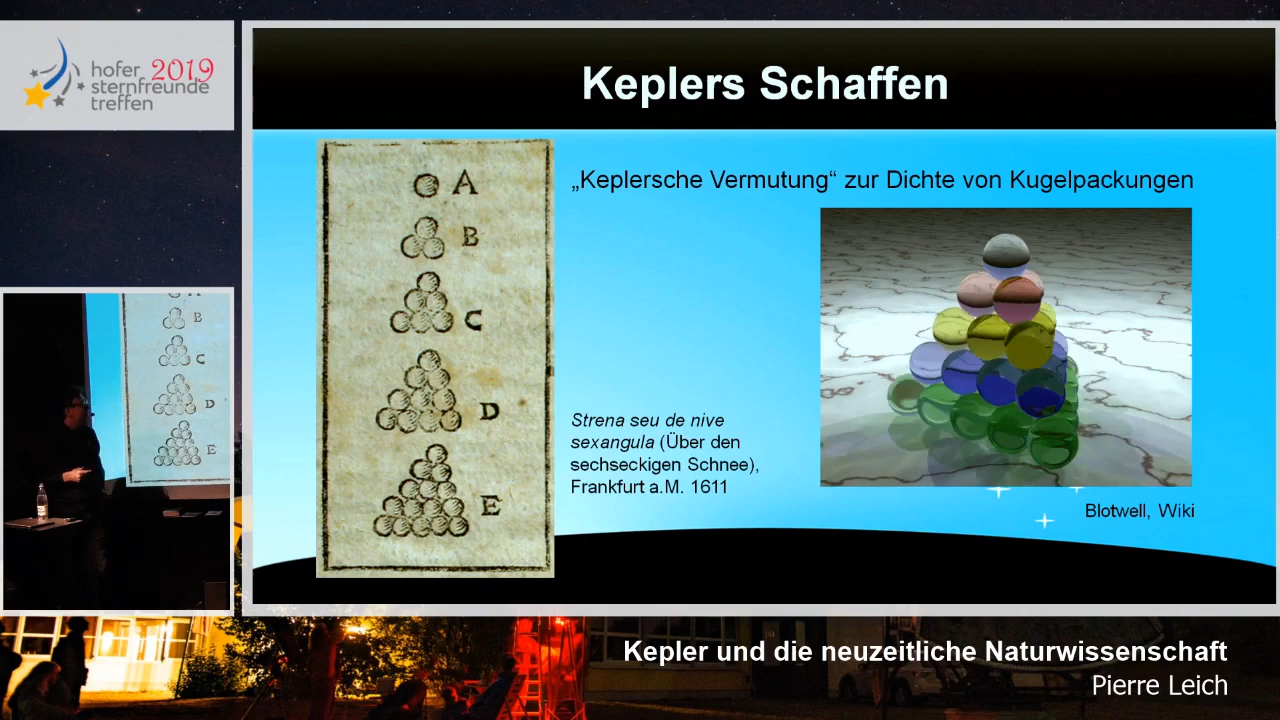 hofer 2019
sternfreunde
treffen
Keplers Schaffen
„Keplersche Vermutung“ zur Dichte von Kugelpackungen
A
B
C
D
E
Strena seu de nive
sexangula (Über den
sechseckigen Schnee),
Frankfurt a.M. 1611
Blotwell, Wiki
B
C
D
E
Kepler und die neuzeitliche Naturwissenschaft
Pierre Leich